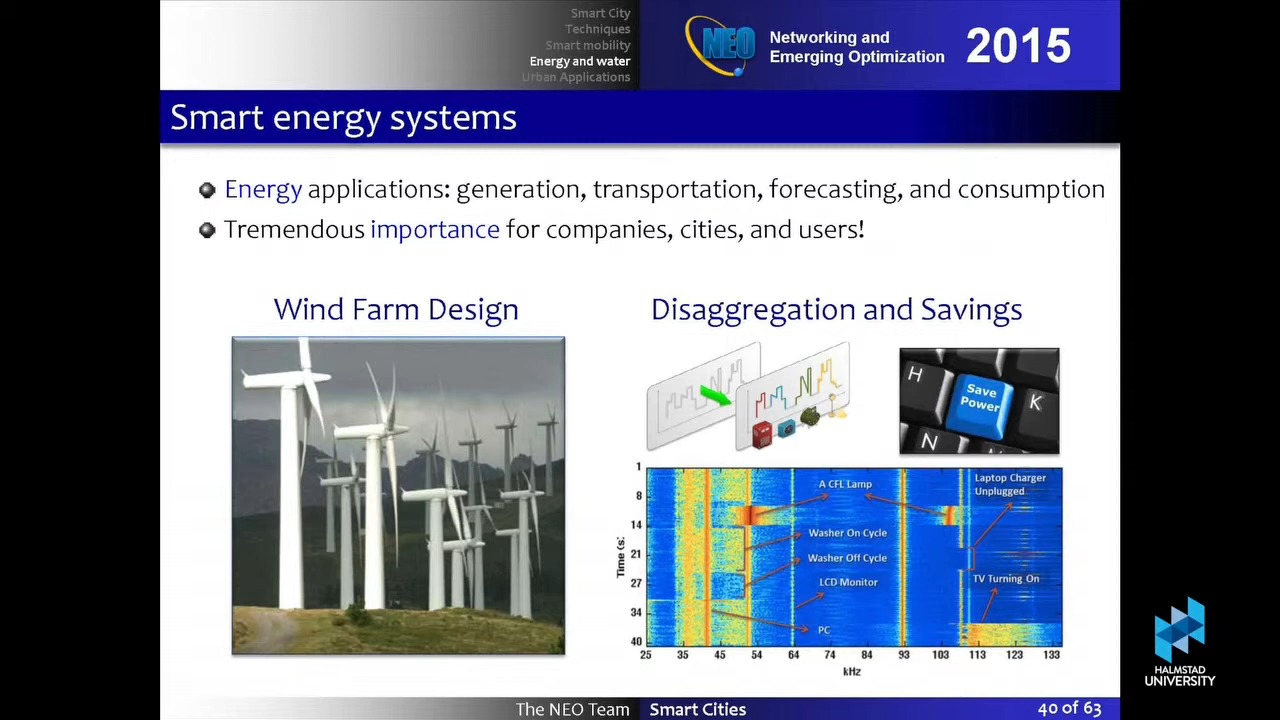 Smart City
Techniques
Smart mobility
Energy and water
Urban Applications
NEO
Networking and
Emerging Optimization
2015
Smart energy systems
Energy applications: generation, transportation, forecasting, and consumption
Tremendous importance for companies, cities, and users!
Wind Farm Design
Disaggregation and Savings
H
Save
Power
K
N
M
1
8
14
21
27
34
40
Time (s:
A CFL Lamp
Laptop Charger
Unplugged
Washer On Cycle
Washer Off Cycle
LCD Monitor
TV Turning On
PC
25 35 45 54 64 74 84 93 103 113 123 133
kHz
HALMSTAD
UNIVERSITY
The NEO Team
Smart Cities
40 of 63